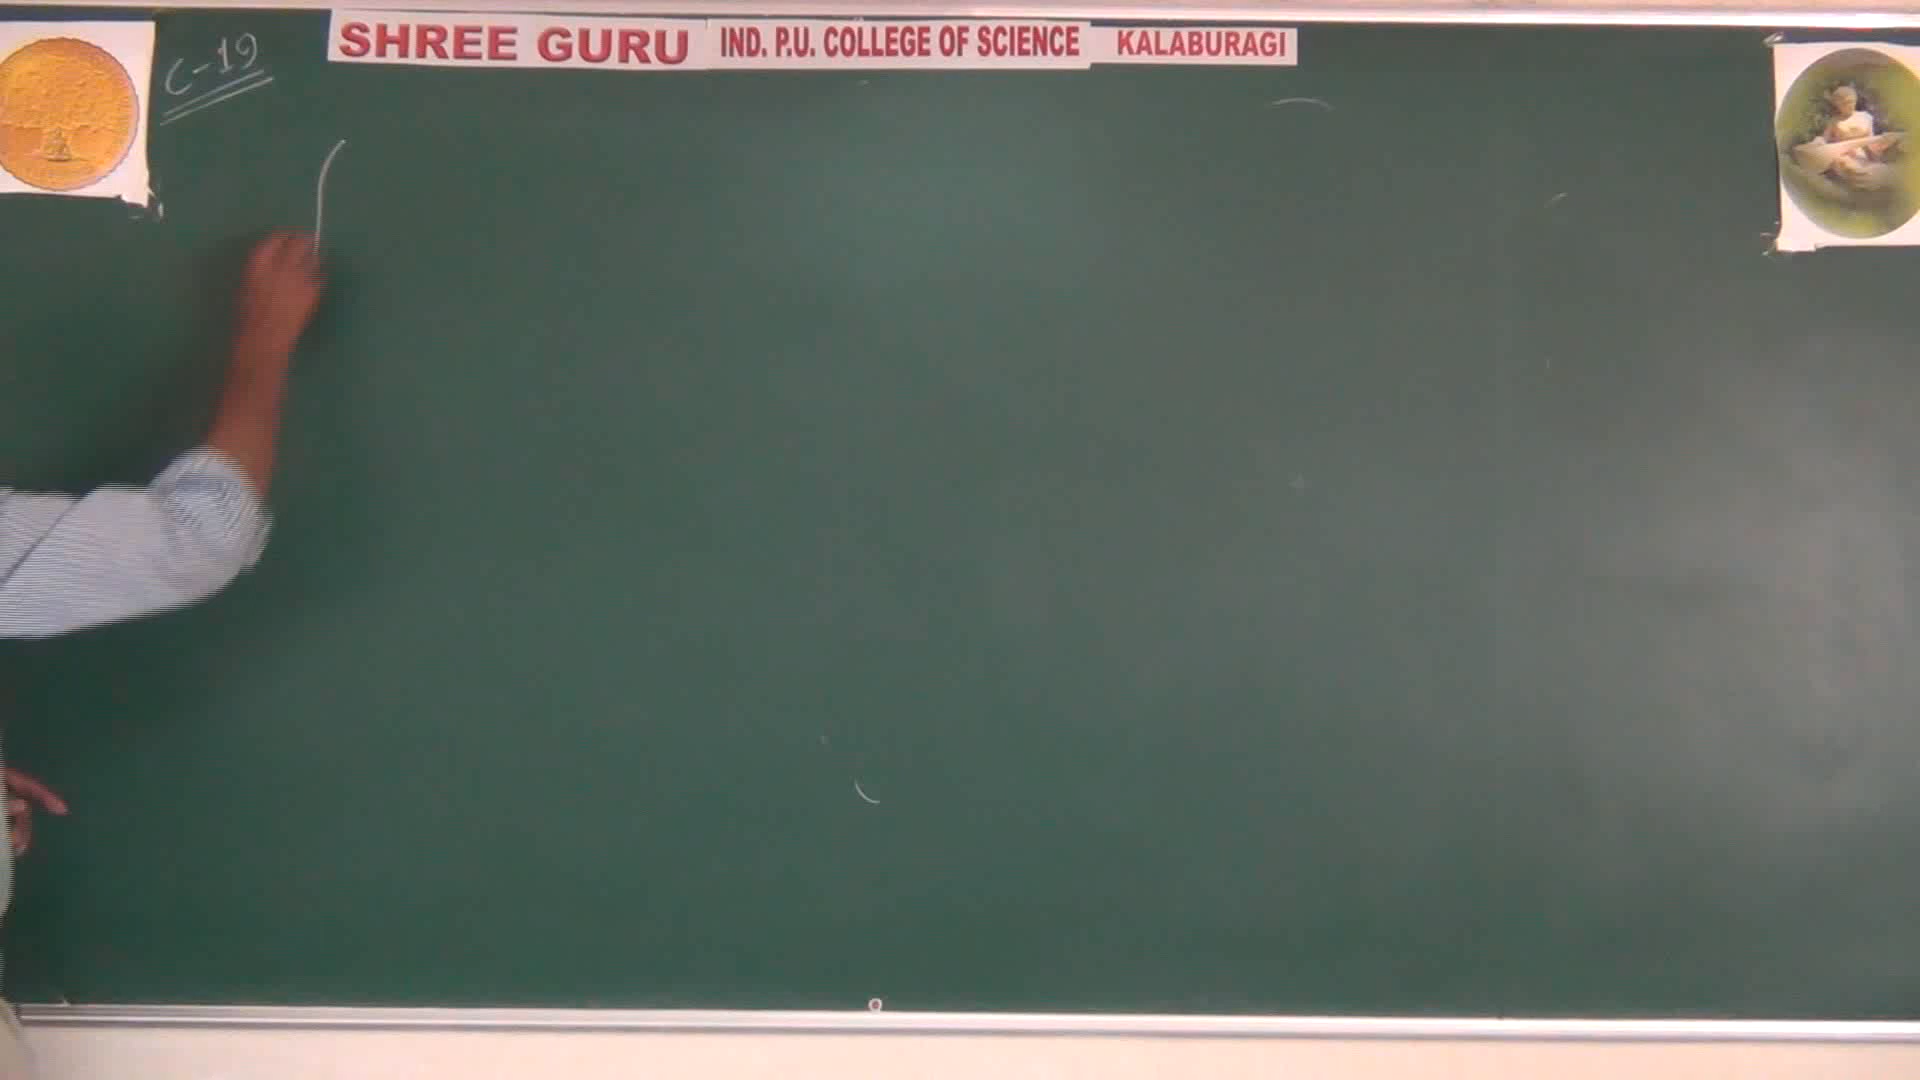 SHREE GURU IND. P.U. COLLEGE OF SCIENCE KALABURAGI
C-19